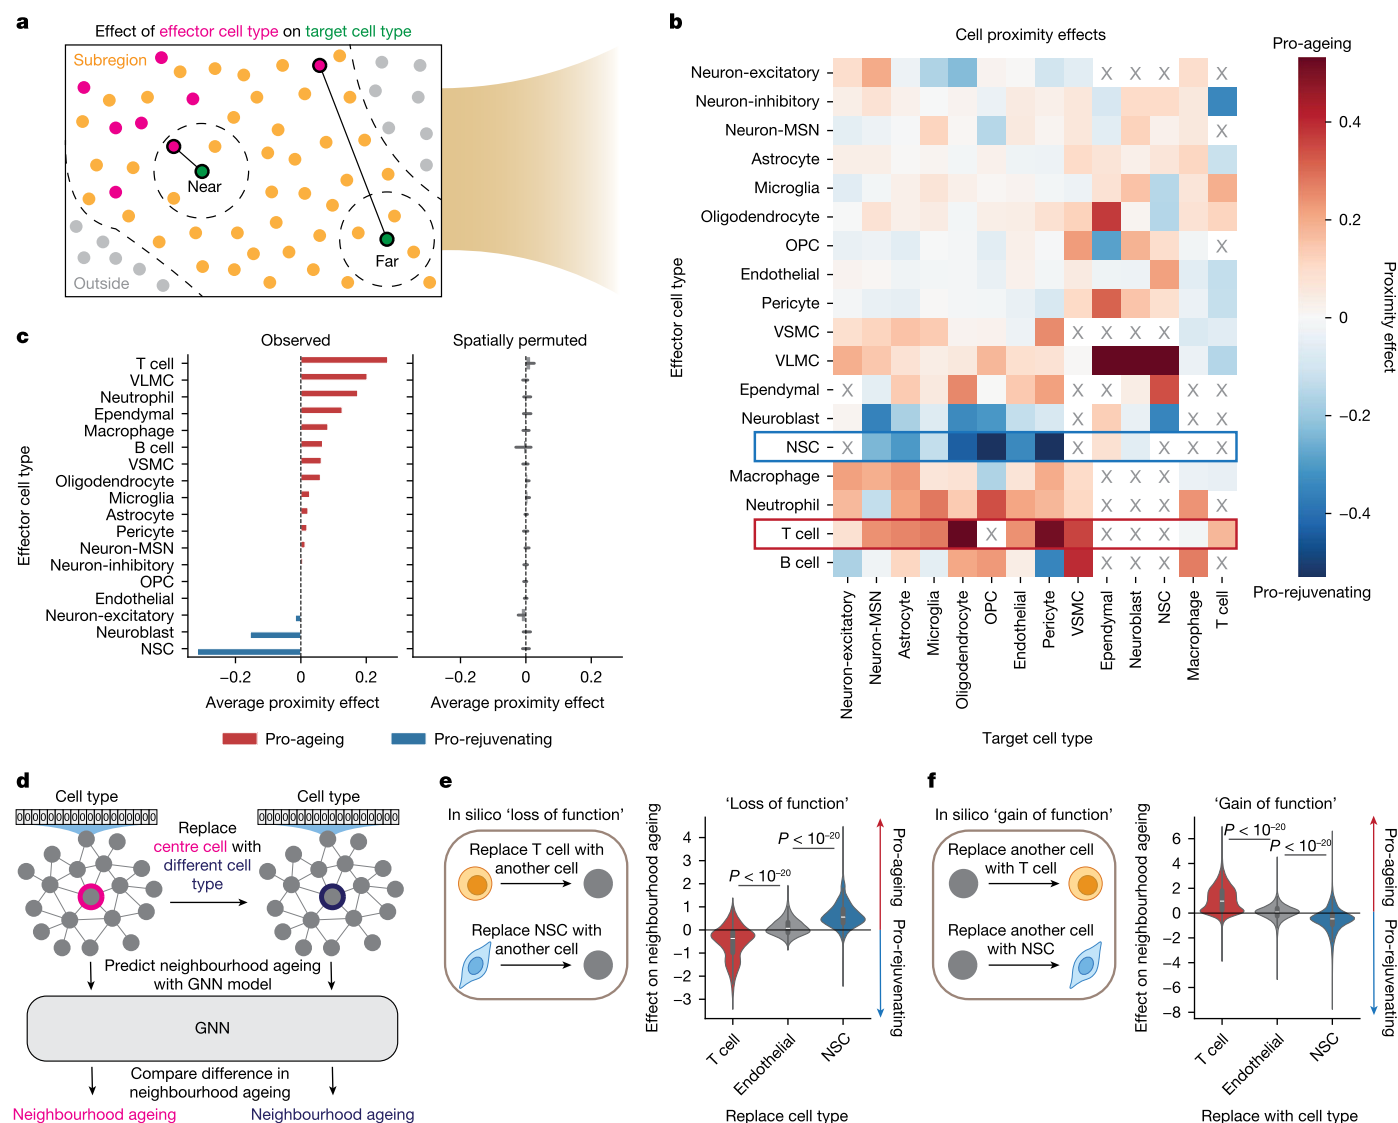 a
Effect of effector cell type on target cell type
Subregion
Near
Far
Outside
b
Cell proximity effects
Effector cell type
Neuron-excitatory
Neuron-inhibitory
Neuron-MSN
Astrocyte
Microglia
Oligodendrocyte
OPC
Endothelial
Pericyte
VSMC
VLMC
Ependymal
Neuroblast
NSC
Macrophage
Neutrophil
T cell
B cell
X X X X
X
X
X X X X
X X X X
X X X
X X X X X
X X X
X X X X
X X X X
X X X X
Neuron-excitatory
Neuron-MSN
Astrocyte
Microglia
Oligodendrocyte
OPC
Endothelial
Pericyte
VSMC
Ependymal
Neuroblast
NSC
Macrophage
T cell
Target cell type
Pro-ageing
0.4
0.2
0
−0.2
−0.4
Pro-rejuvenating
Proximity effect
c
Observed
Spatially permuted
Effector cell type
T cell
VLMC
Neutrophil
Ependymal
Macrophage
B cell
VSMC
Oligodendrocyte
Microglia
Astrocyte
Pericyte
Neuron-MSN
Neuron-inhibitory
OPC
Endothelial
Neuron-excitatory
Neuroblast
NSC
−0.2 0 0.2
−0.2 0 0.2
Average proximity effect
Average proximity effect
Pro-ageing
Pro-rejuvenating
d
Cell type
Cell type
Replace
centre cell with
different cell
type
Predict neighbourhood ageing
with GNN model
GNN
Compare difference in
neighbourhood ageing
Neighbourhood ageing
Neighbourhood ageing
e
In silico ‘loss of function’
Replace T cell with
another cell
Replace NSC with
another cell
‘Loss of function’
Effect on neighbourhood ageing
4
3
2
1
0
−1
−2
−3
P < 10⁻²⁰
P < 10⁻²⁰
T cell
Endothelial
NSC
Replace cell type
Pro-ageing
Pro-rejuvenating
f
In silico ‘gain of function’
Replace another cell
with T cell
Replace another cell
with NSC
‘Gain of function’
Effect on neighbourhood ageing
6
4
2
0
−2
−4
−6
−8
P < 10⁻²⁰
P < 10⁻²⁰
T cell
Endothelial
NSC
Replace with cell type
Pro-ageing
Pro-rejuvenating